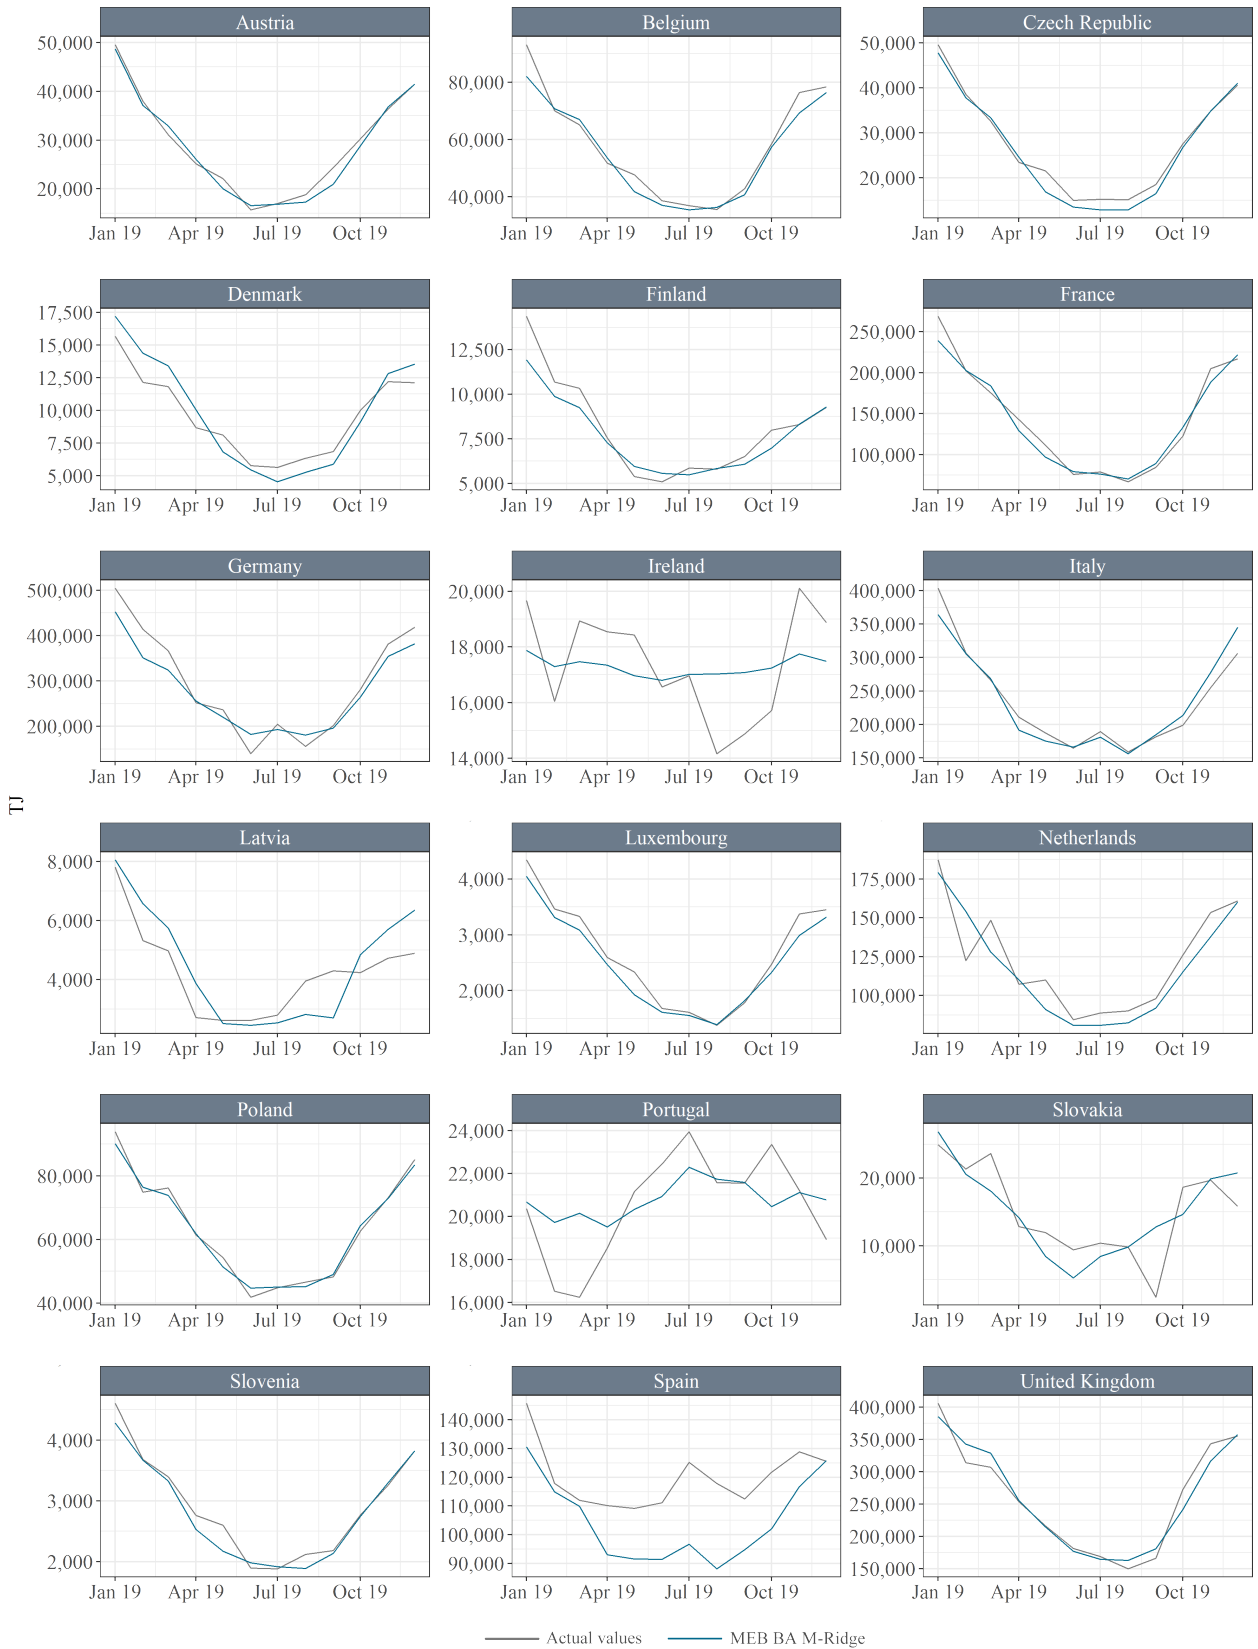 Austria
50,000
40,000
30,000
20,000
Jan 19 Apr 19 Jul 19 Oct 19
Belgium
80,000
60,000
40,000
Jan 19 Apr 19 Jul 19 Oct 19
Czech Republic
50,000
40,000
30,000
20,000
Jan 19 Apr 19 Jul 19 Oct 19
Denmark
17,500
15,000
12,500
10,000
7,500
5,000
Jan 19 Apr 19 Jul 19 Oct 19
Finland
12,500
10,000
7,500
5,000
Jan 19 Apr 19 Jul 19 Oct 19
France
250,000
200,000
150,000
100,000
Jan 19 Apr 19 Jul 19 Oct 19
Germany
500,000
400,000
300,000
200,000
Jan 19 Apr 19 Jul 19 Oct 19
Ireland
20,000
18,000
16,000
14,000
Jan 19 Apr 19 Jul 19 Oct 19
Italy
400,000
350,000
300,000
250,000
200,000
150,000
Jan 19 Apr 19 Jul 19 Oct 19
TJ
Latvia
8,000
6,000
4,000
Jan 19 Apr 19 Jul 19 Oct 19
Luxembourg
4,000
3,000
2,000
Jan 19 Apr 19 Jul 19 Oct 19
Netherlands
175,000
150,000
125,000
100,000
Jan 19 Apr 19 Jul 19 Oct 19
Poland
80,000
60,000
40,000
Jan 19 Apr 19 Jul 19 Oct 19
Portugal
24,000
22,000
20,000
18,000
16,000
Jan 19 Apr 19 Jul 19 Oct 19
Slovakia
20,000
10,000
Jan 19 Apr 19 Jul 19 Oct 19
Slovenia
4,000
3,000
2,000
Jan 19 Apr 19 Jul 19 Oct 19
Spain
140,000
130,000
120,000
110,000
100,000
90,000
Jan 19 Apr 19 Jul 19 Oct 19
United Kingdom
400,000
350,000
300,000
250,000
200,000
150,000
Jan 19 Apr 19 Jul 19 Oct 19
Actual values MEB BA M-Ridge